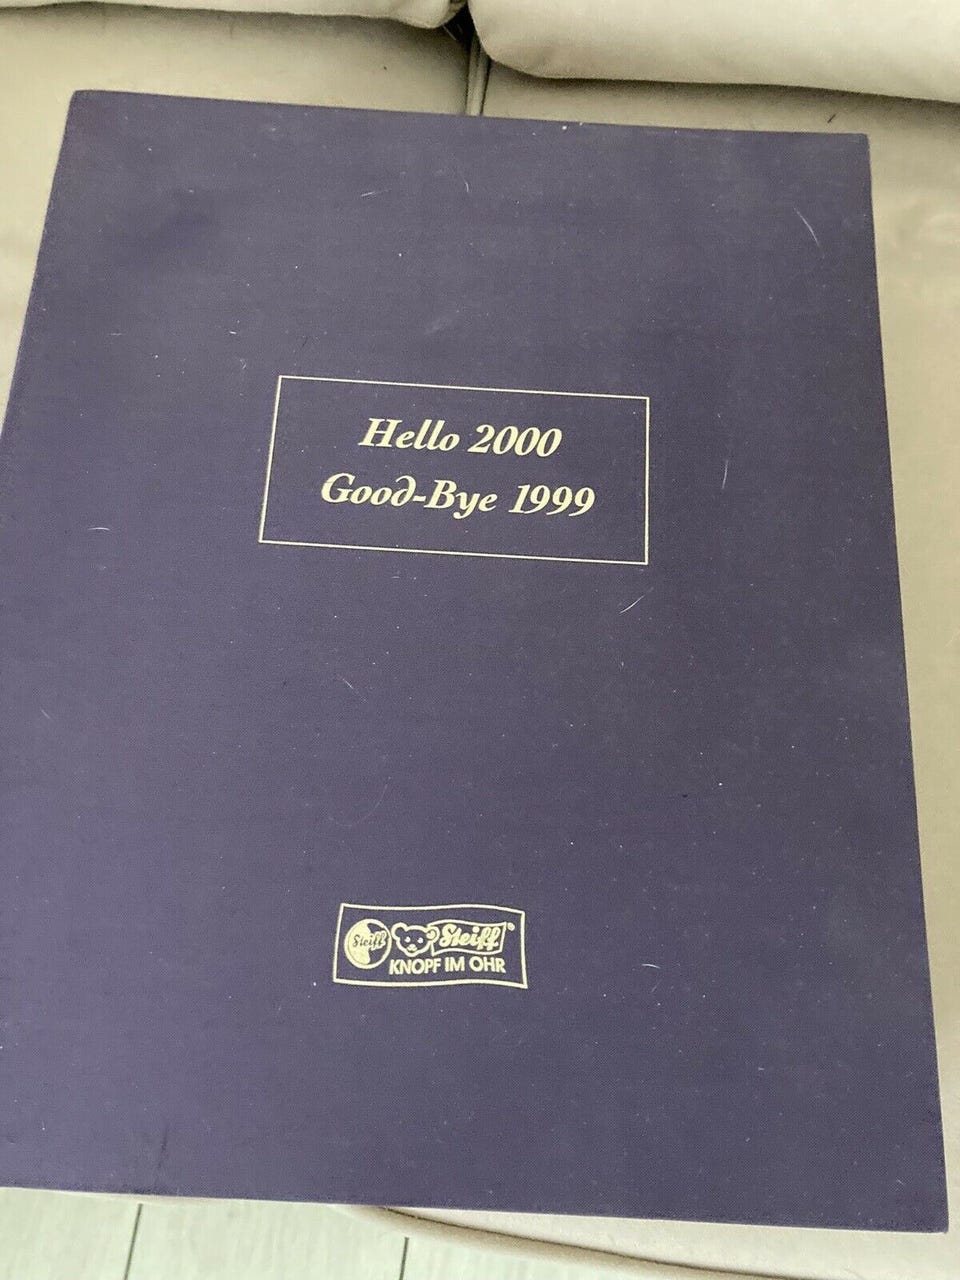 Hello 2000
Good-Bye 1999
Steiff
Steiff
KNOPF IM OHR